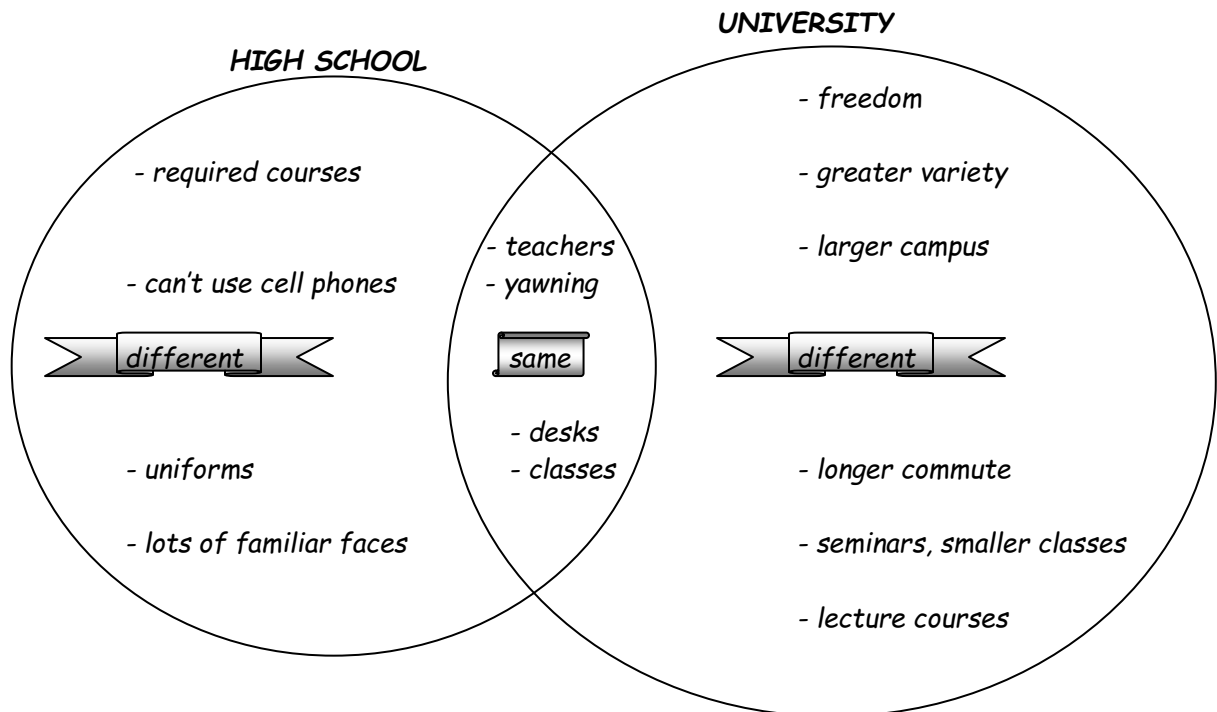 UNIVERSITY
HIGH SCHOOL
- required courses
- can't use cell phones
different
- uniforms
- lots of familiar faces
- teachers
- yawning
same
- desks
- classes
- freedom
- greater variety
- larger campus
different
- longer commute
- seminars, smaller classes
- lecture courses